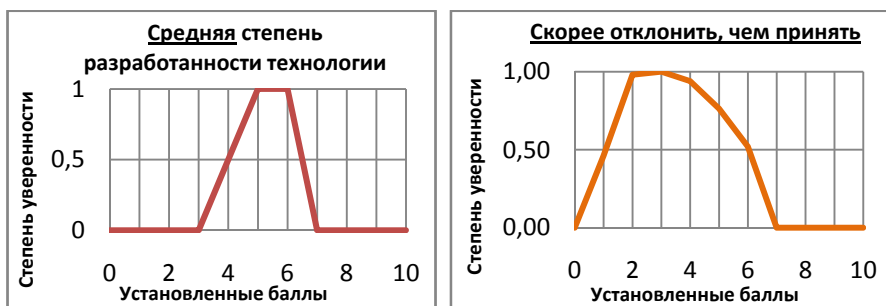 Средняя степень
разработанности технологии
Степень уверенности
1
0,5
0
0 2 4 6 8 10
Установленные баллы
Скорее отклонить, чем принять
Степень уверенности
1,00
0,50
0,00
0 2 4 6 8 10
Установленные баллы